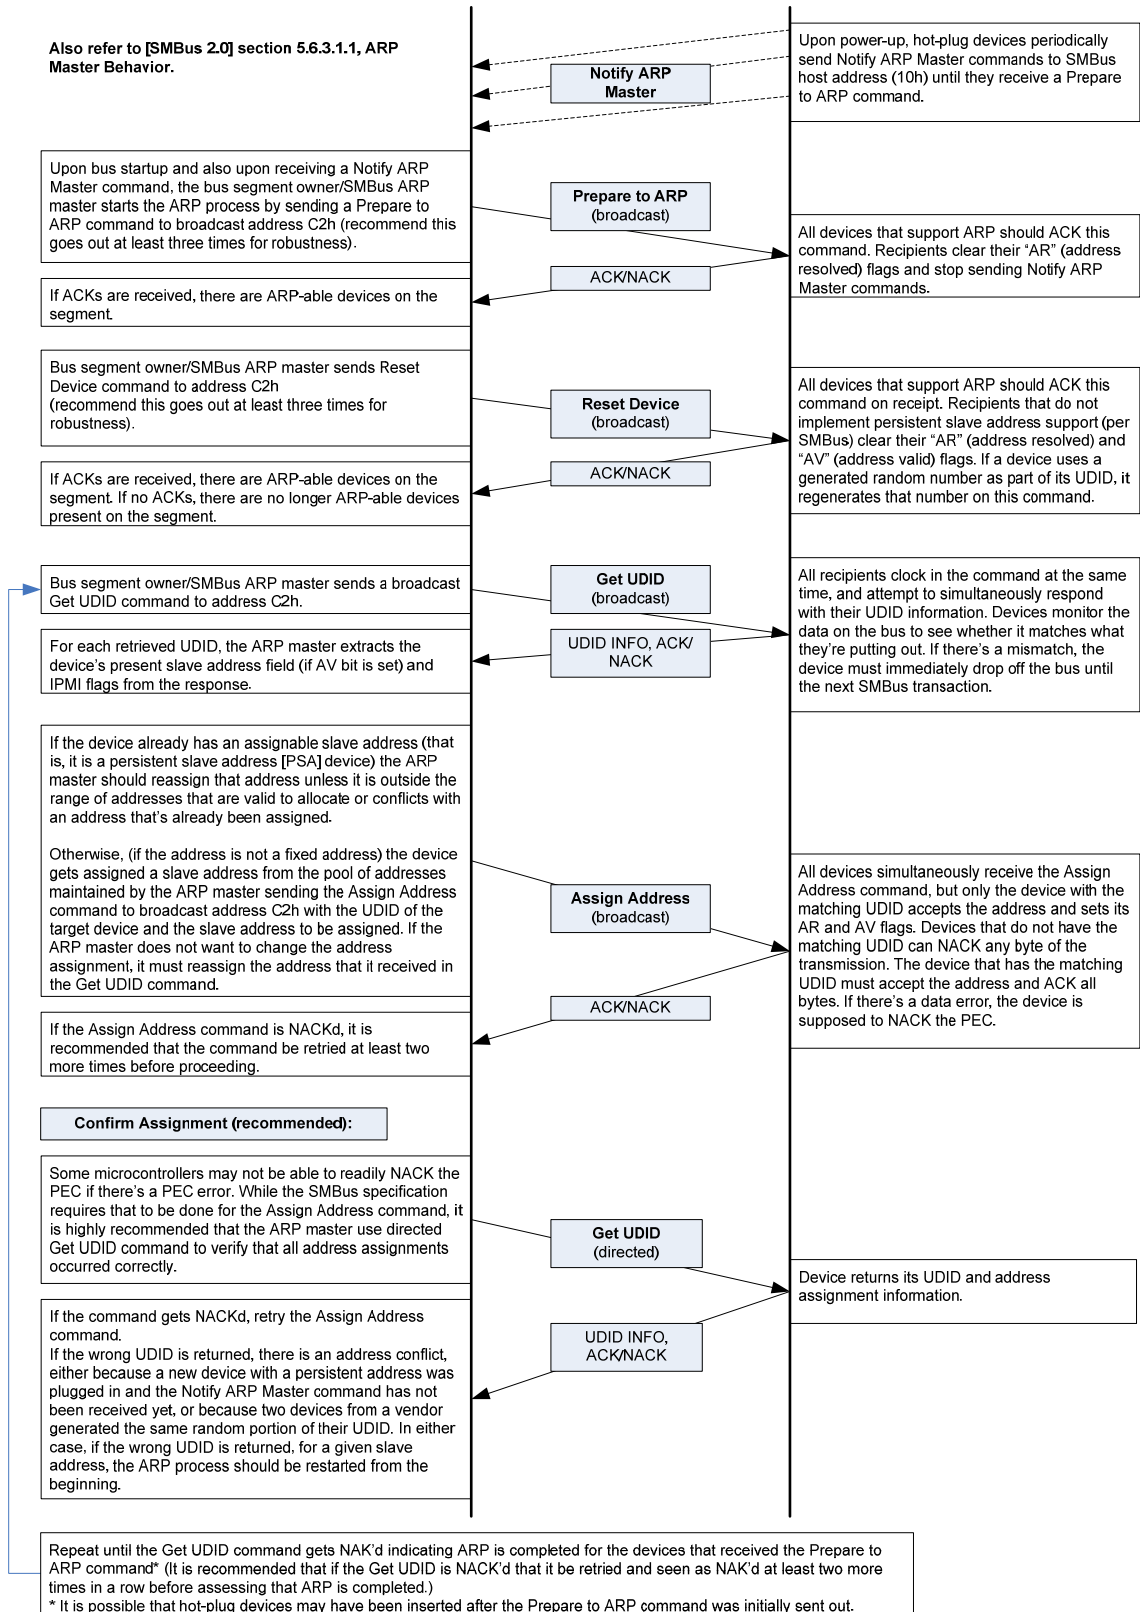 Also refer to [SMBus 2.0] section 5.6.3.1.1, ARP
Master Behavior.
Notify ARP
Master
Upon power-up, hot-plug devices periodically
send Notify ARP Master commands to SMBus
host address (10h) until they receive a Prepare
to ARP command.
Upon bus startup and also upon receiving a Notify ARP
Master command, the bus segment owner/SMBus ARP
master starts the ARP process by sending a Prepare to
ARP command to broadcast address C2h (recommend this
goes out at least three times for robustness).
Prepare to ARP
(broadcast)
All devices that support ARP should ACK this
command. Recipients clear their "AR" (address
resolved) flags and stop sending Notify ARP
Master commands.
ACK/NACK
If ACKs are received, there are ARP-able devices on the
segment.
Bus segment owner/SMBus ARP master sends Reset
Device command to address C2h
(recommend this goes out at least three times for
robustness).
Reset Device
(broadcast)
All devices that support ARP should ACK this
command on receipt. Recipients that do not
implement persistent slave address support (per
SMBus) clear their "AR" (address resolved) and
"AV" (address valid) flags. If a device uses a
generated random number as part of its UDID, it
regenerates that number on this command.
ACK/NACK
If ACKs are received, there are ARP-able devices on the
segment. If no ACKs, there are no longer ARP-able devices
present on the segment.
Bus segment owner/SMBus ARP master sends a broadcast
Get UDID command to address C2h.
Get UDID
(broadcast)
All recipients clock in the command at the same
time, and attempt to simultaneously respond
with their UDID information. Devices monitor the
data on the bus to see whether it matches what
they're putting out. If there's a mismatch, the
device must immediately drop off the bus until
the next SMBus transaction.
UDID INFO, ACK/
NACK
For each retrieved UDID, the ARP master extracts the
device's present slave address field (if AV bit is set) and
IPMI flags from the response.
If the device already has an assignable slave address (that
is, it is a persistent slave address [PSA] device) the ARP
master should reassign that address unless it is outside the
range of addresses that are valid to allocate or conflicts with
an address that's already been assigned.
Otherwise, (if the address is not a fixed address) the device
gets assigned a slave address from the pool of addresses
maintained by the ARP master sending the Assign Address
command to broadcast address C2h with the UDID of the
target device and the slave address to be assigned. If the
ARP master does not want to change the address
assignment, it must reassign the address that it received in
the Get UDID command.
Assign Address
(broadcast)
All devices simultaneously receive the Assign
Address command, but only the device with the
matching UDID accepts the address and sets its
AR and AV flags. Devices that do not have the
matching UDID can NACK any byte of the
transmission. The device that has the matching
UDID must accept the address and ACK all
bytes. If there's a data error, the device is
supposed to NACK the PEC.
ACK/NACK
If the Assign Address command is NACKd, it is
recommended that the command be retried at least two
more times before proceeding.
Confirm Assignment (recommended):
Some microcontrollers may not be able to readily NACK the
PEC if there's a PEC error. While the SMBus specification
requires that to be done for the Assign Address command, it
is highly recommended that the ARP master use directed
Get UDID command to verify that all address assignments
occurred correctly.
Get UDID
(directed)
Device returns its UDID and address
assignment information.
UDID INFO,
ACK/NACK
If the command gets NACKd, retry the Assign Address
command.
If the wrong UDID is returned, there is an address conflict,
either because a new device with a persistent address was
plugged in and the Notify ARP Master command has not
been received yet, or because two devices from a vendor
generated the same random portion of their UDID. In either
case, if the wrong UDID is returned, for a given slave
address, the ARP process should be restarted from the
beginning.
Repeat until the Get UDID command gets NAK'd indicating ARP is completed for the devices that received the Prepare to
ARP command* (It is recommended that if the Get UDID is NACK'd that it be retried and seen as NAK'd at least two more
times in a row before assessing that ARP is completed.)
* It is possible that hot-plug devices may have been inserted after the Prepare to ARP command was initially sent out.